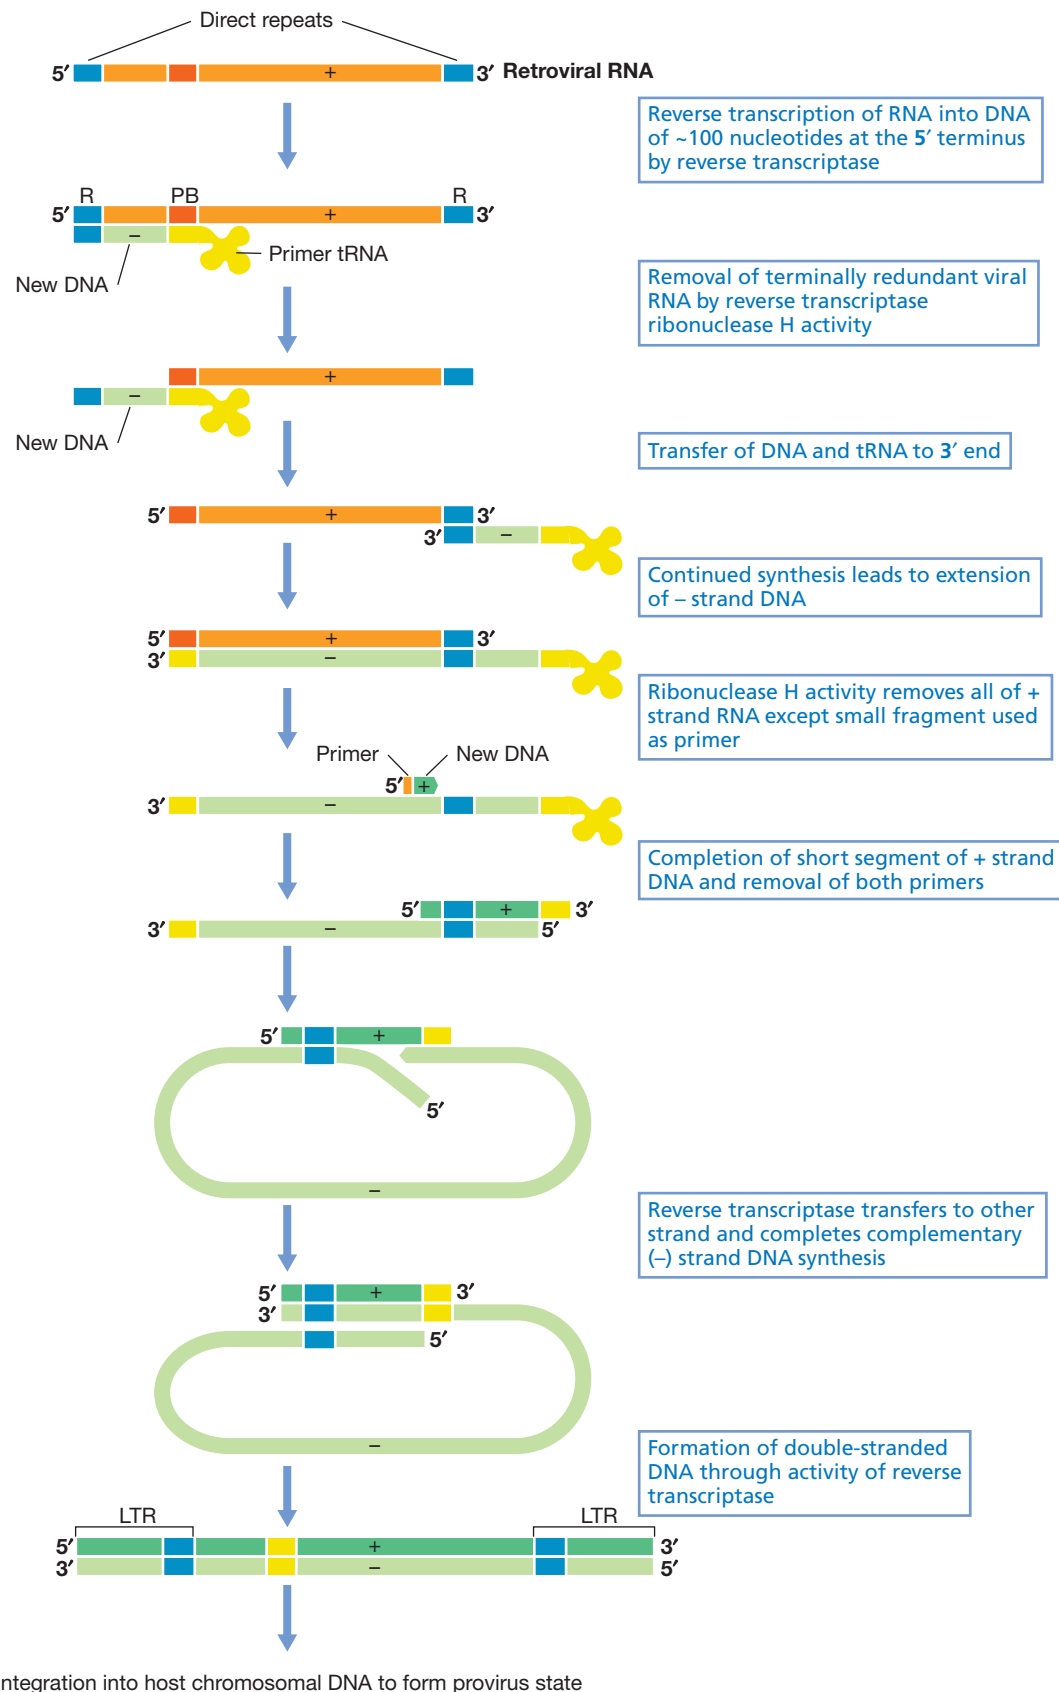 Direct repeats
5′ + 3′ Retroviral RNA
Reverse transcription of RNA into DNA
of ~100 nucleotides at the 5′ terminus
by reverse transcriptase
R PB R
5′ + 3′
–
Primer tRNA
New DNA
Removal of terminally redundant viral
RNA by reverse transcriptase
ribonuclease H activity
+
–
New DNA
Transfer of DNA and tRNA to 3′ end
5′ + 3′
3′ –
Continued synthesis leads to extension
of – strand DNA
5′ + 3′
3′ –
Ribonuclease H activity removes all of +
strand RNA except small fragment used
as primer
Primer New DNA
5′ +
3′ –
Completion of short segment of + strand
DNA and removal of both primers
5′ + 3′
3′ – 5′
5′ +
5′
–
Reverse transcriptase transfers to other
strand and completes complementary
(–) strand DNA synthesis
5′ + 3′
3′
5′
–
Formation of double-stranded
DNA through activity of reverse
transcriptase
LTR LTR
5′ + 3′
3′ – 5′
ntegration into host chromosomal DNA to form provirus state